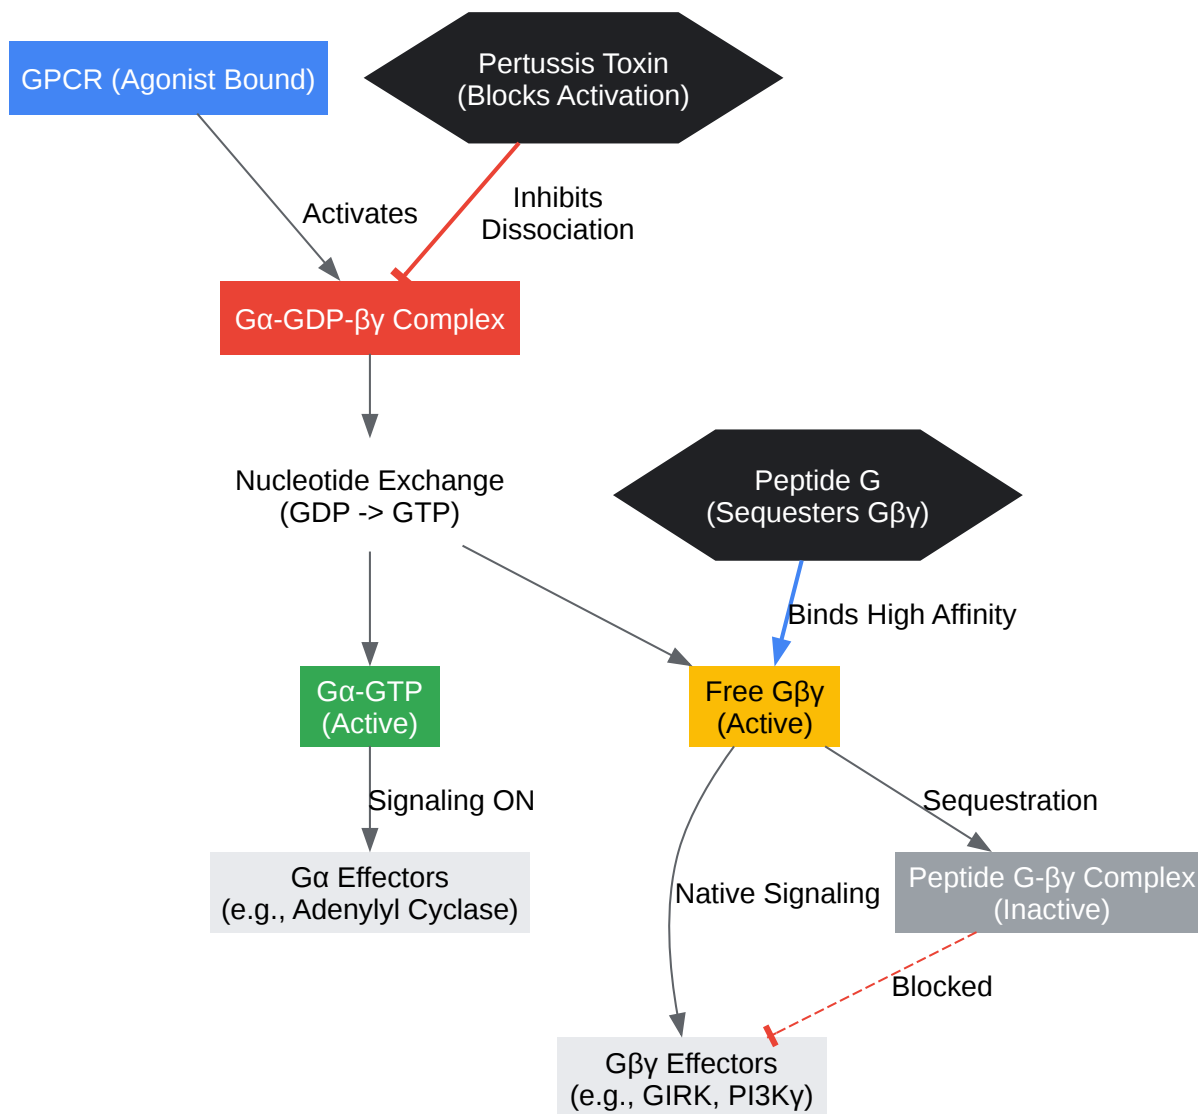 GPCR (Agonist Bound)
Pertussis Toxin
(Blocks Activation)
Activates
Inhibits
Dissociation
Gα-GDP-βγ Complex
Nucleotide Exchange
(GDP -> GTP)
Peptide G
(Sequesters Gβγ)
Binds High Affinity
Gα-GTP
(Active)
Free Gβγ
(Active)
Signaling ON
Sequestration
Gα Effectors
(e.g., Adenylyl Cyclase)
Native Signaling
Peptide G-βγ Complex
(Inactive)
Blocked
Gβγ Effectors
(e.g., GIRK, PI3Kγ)